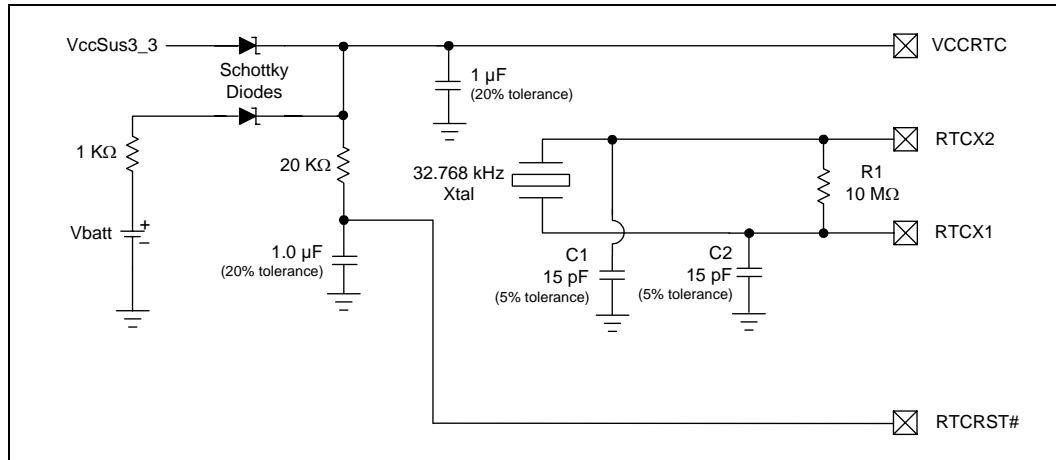 VccSus3_3
Schottky
Diodes
1 µF
(20% tolerance)
VCCRTC
1 KΩ
20 KΩ
32.768 kHz
Xtal
RTCX2
R1
10 MΩ
Vbatt
+
–
1.0 µF
(20% tolerance)
C1
15 pF
(5% tolerance)
C2
15 pF
(5% tolerance)
RTCX1
RTCRST#